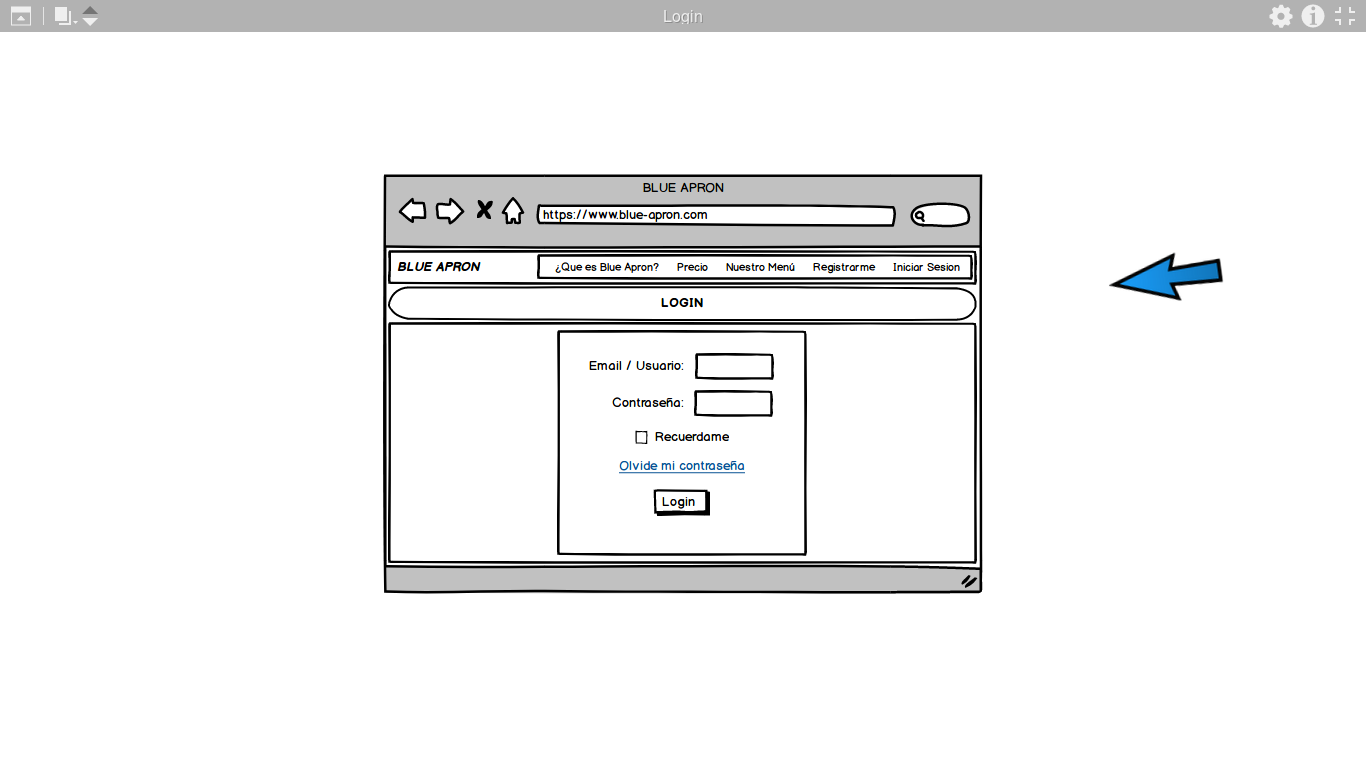 Login
BLUE APRON
https://www.blue-apron.com
BLUE APRON ¿Que es Blue Apron? Precio Nuestro Menú Registrarme Iniciar Sesion
LOGIN
Email / Usuario:
Contraseña:
Recuerdame
Olvide mi contraseña
Login